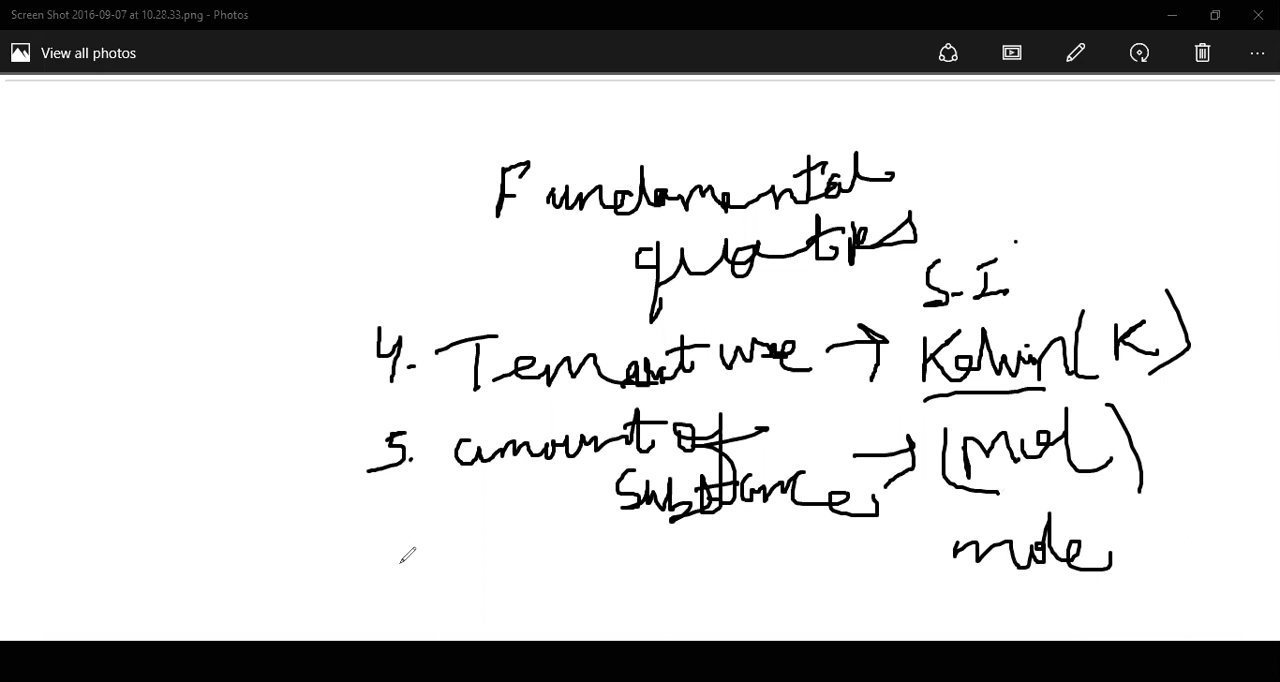 Screen Shot 2016-09-07 at 10.28.33.png - Photos
View all photos
Fundamental
S.I
4. Temerature → Kelvin (K)
5. amount of → (mol)
Substance,
mole